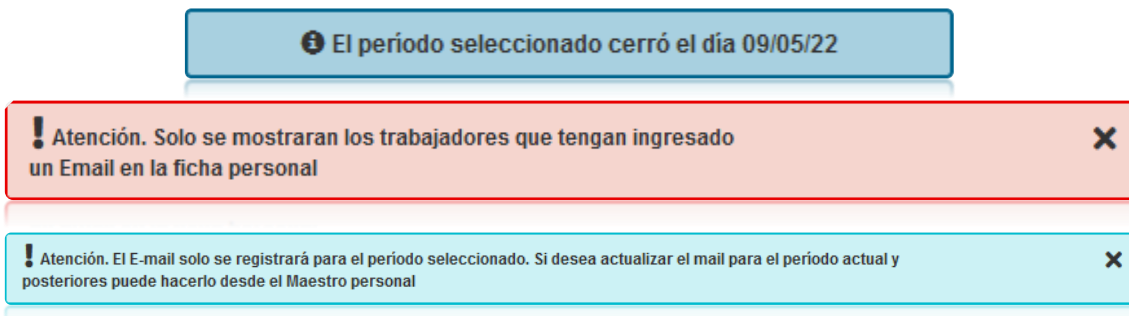 El período seleccionado cerró el día 09/05/22
Atención. Solo se mostraran los trabajadores que tengan ingresado
un Email en la ficha personal
Atención. El E-mail solo se registrará para el período seleccionado. Si desea actualizar el mail para el período actual y
posteriores puede hacerlo desde el Maestro personal